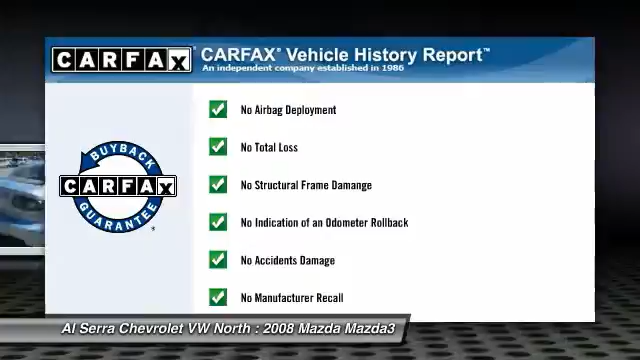 CARFAX CARFAX® Vehicle History Report™
An independent company established in 1986
No Airbag Deployment
No Total Loss
No Structural Frame Damange
No Indication of an Odometer Rollback
No Accidents Damage
No Manufacturer Recall
BUYBACK
CARFAX
GUARANTEE
Al Serra Chevrolet VW North : 2008 Mazda Mazda3